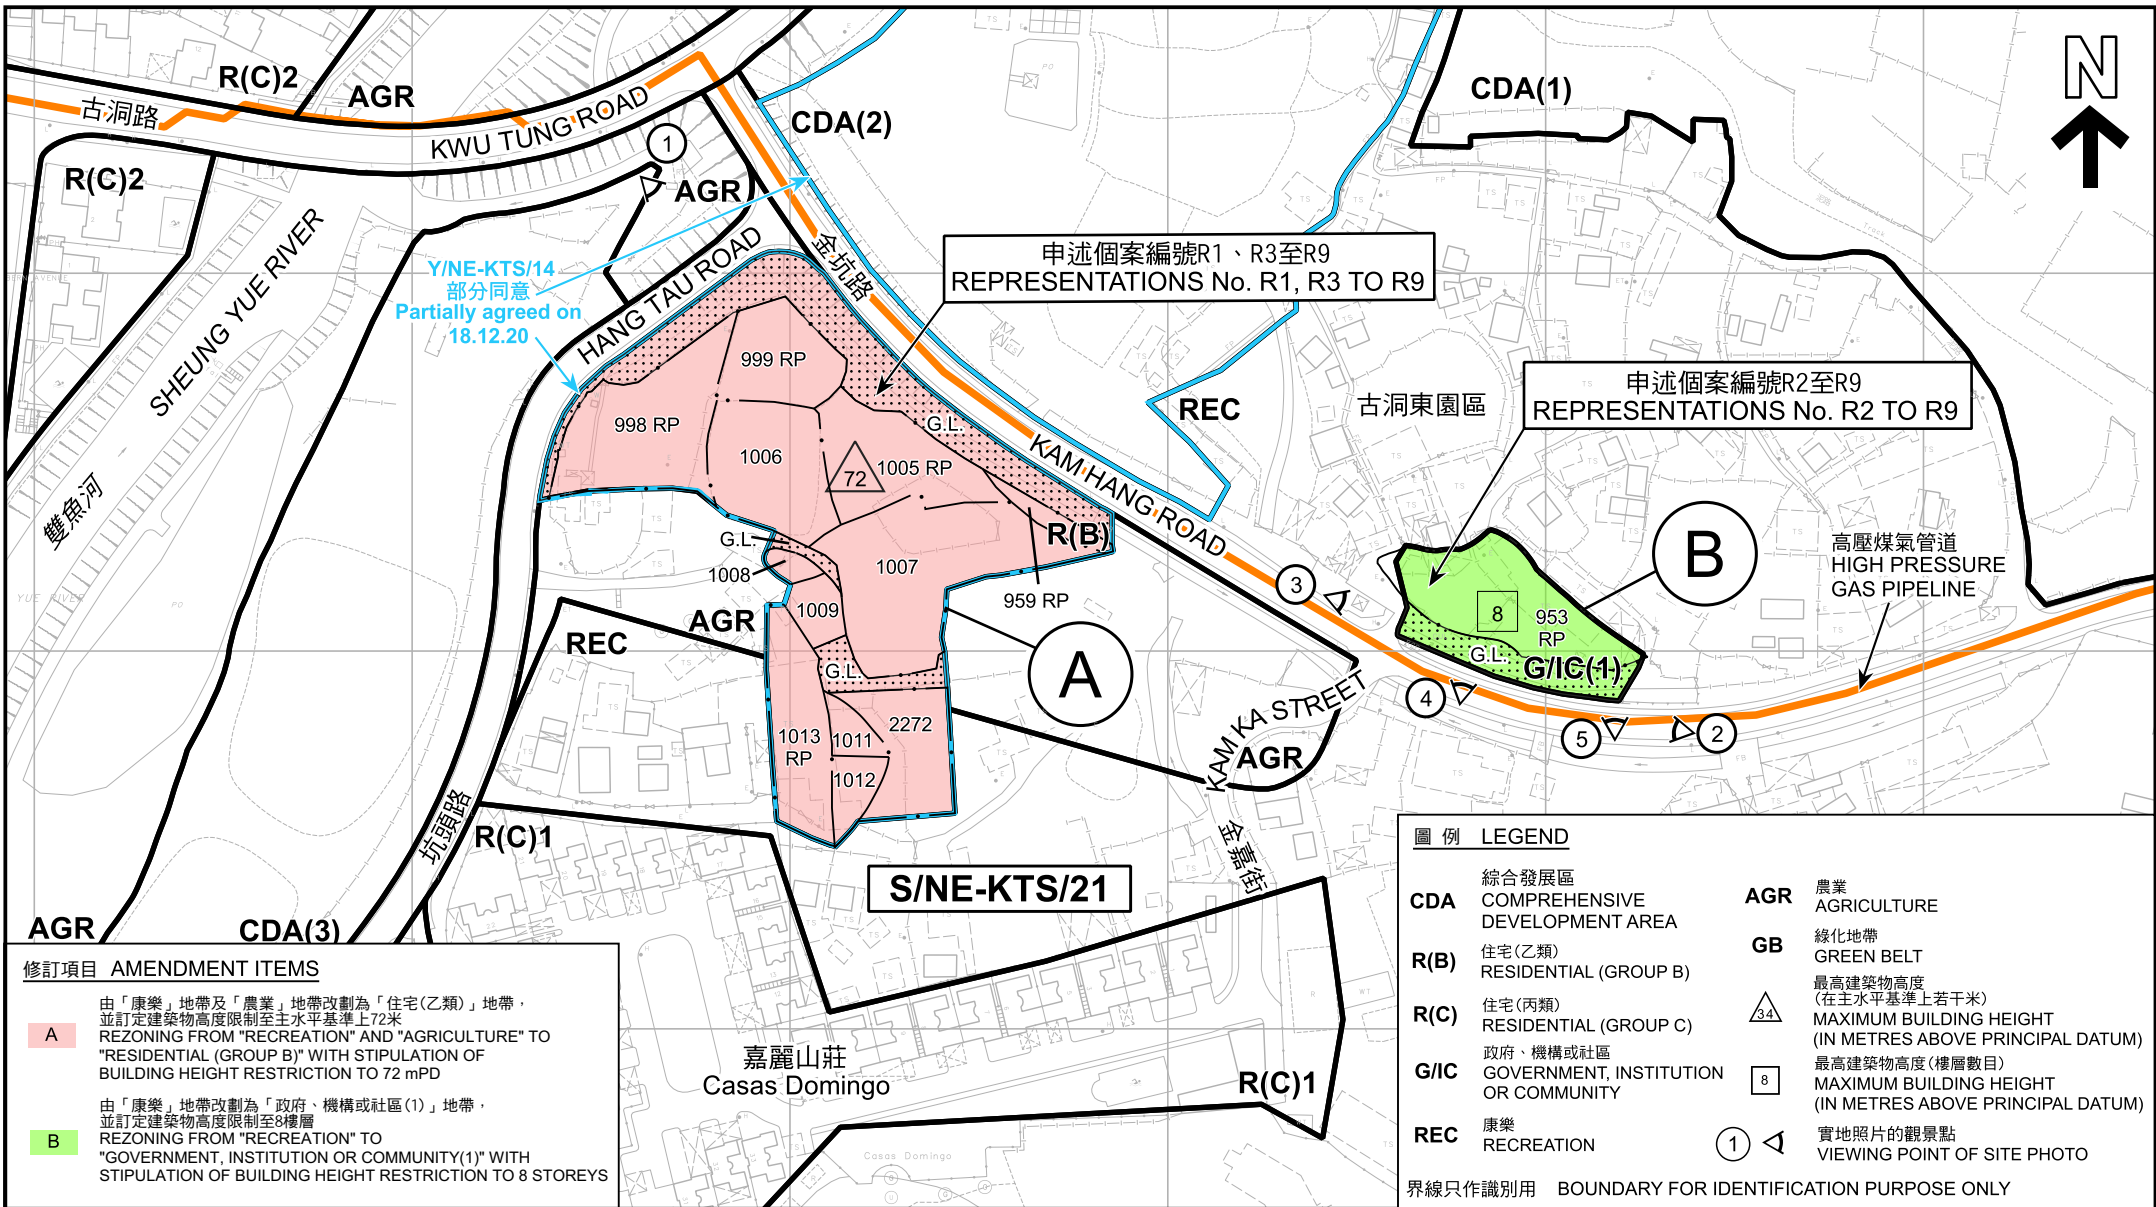 R(C)2
AGR
古洞路
KWU TUNG ROAD
R(C)2
1
AGR
CDA(2)
CDA(1)
N
SHEUNG YUE RIVER
雙魚河
Y/NE-KTS/14
部分同意
Partially agreed on
18.12.20
HANG TAU ROAD
金坑路
申述個案編號R1、R3至R9
REPRESENTATIONS No. R1, R3 TO R9
申述個案編號R2至R9
REPRESENTATIONS No. R2 TO R9
古洞東園區
REC
KAM HANG ROAD
999 RP
998 RP
1006
72
1005 RP
G.L.
R(B)
G.L.
1008
1007
959 RP
1009
G.L.
1013
RP
1011
2272
1012
A
AGR
REC
B
8
953
RP
G.L.
G/IC(1)
高壓煤氣管道
HIGH PRESSURE
GAS PIPELINE
3
4
5
2
KAM KA STREET
AGR
金嘉街
坑頭路
R(C)1
S/NE-KTS/21
AGR
CDA(3)
嘉麗山莊
Casas Domingo
Casas Domingo
R(C)1
修訂項目 AMENDMENT ITEMS
A
由「康樂」地帶及「農業」地帶改劃為「住宅(乙類)」地帶，
並訂定建築物高度限制至主水平基準上72米
REZONING FROM "RECREATION" AND "AGRICULTURE" TO
"RESIDENTIAL (GROUP B)" WITH STIPULATION OF
BUILDING HEIGHT RESTRICTION TO 72 mPD
B
由「康樂」地帶改劃為「政府、機構或社區(1)」地帶，
並訂定建築物高度限制至8樓層
REZONING FROM "RECREATION" TO
"GOVERNMENT, INSTITUTION OR COMMUNITY(1)" WITH
STIPULATION OF BUILDING HEIGHT RESTRICTION TO 8 STOREYS
圖例 LEGEND
CDA
綜合發展區
COMPREHENSIVE
DEVELOPMENT AREA
R(B)
住宅(乙類)
RESIDENTIAL (GROUP B)
R(C)
住宅(丙類)
RESIDENTIAL (GROUP C)
G/IC
政府、機構或社區
GOVERNMENT, INSTITUTION
OR COMMUNITY
REC
康樂
RECREATION
AGR
農業
AGRICULTURE
GB
綠化地帶
GREEN BELT
34
最高建築物高度
(在主水平基準上若干米)
MAXIMUM BUILDING HEIGHT
(IN METRES ABOVE PRINCIPAL DATUM)
8
最高建築物高度(樓層數目)
MAXIMUM BUILDING HEIGHT
(IN METRES ABOVE PRINCIPAL DATUM)
1
實地照片的觀景點
VIEWING POINT OF SITE PHOTO
界線只作識別用 BOUNDARY FOR IDENTIFICATION PURPOSE ONLY